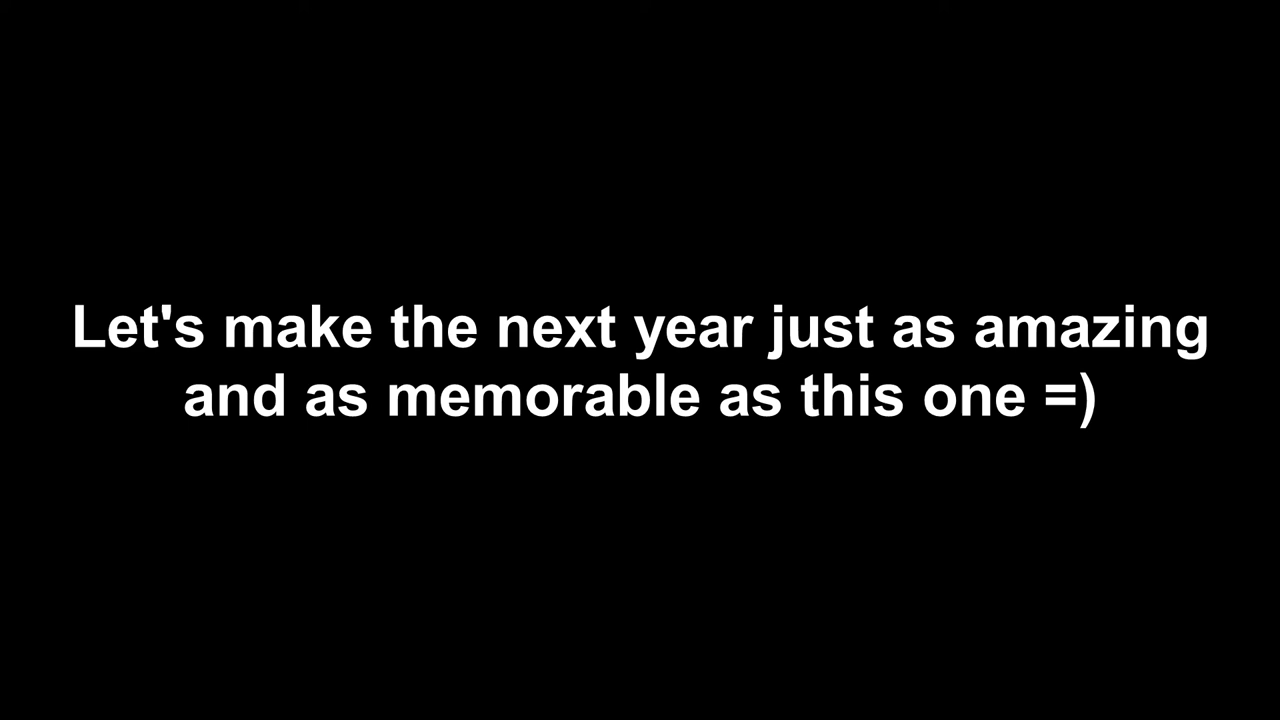 Let's make the next year just as amazing
and as memorable as this one =)